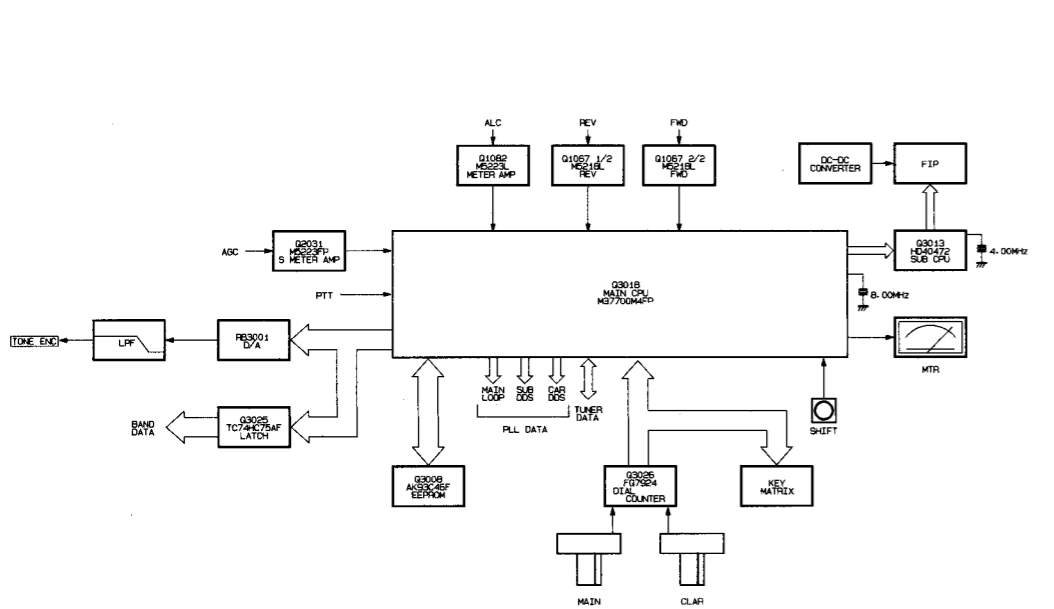 ALC
REV
FWD
Q1082
M5223L
METER AMP
Q1067 1/2
M5218L
REV
Q1067 2/2
M5218L
FWD
DC-DC
CONVERTER
FIP
AGC
Q2031
M5223FP
S METER AMP
Q3018
MAIN CPU
M37700M4FP
Q3013
HD40472
SUB CPU
4.00MHz
PTT
8.00MHz
TONE ENC
LPF
RB3001
D/A
MTR
MAIN
LOOP
SUB
DDS
CAR
DDS
TUNER
DATA
PLL DATA
SHIFT
BAND
DATA
Q3025
TC74HC75AF
LATCH
Q3008
AK93C46F
EEPROM
Q3026
FG7924
DIAL
COUNTER
KEY
MATRIX
MAIN
CLAR